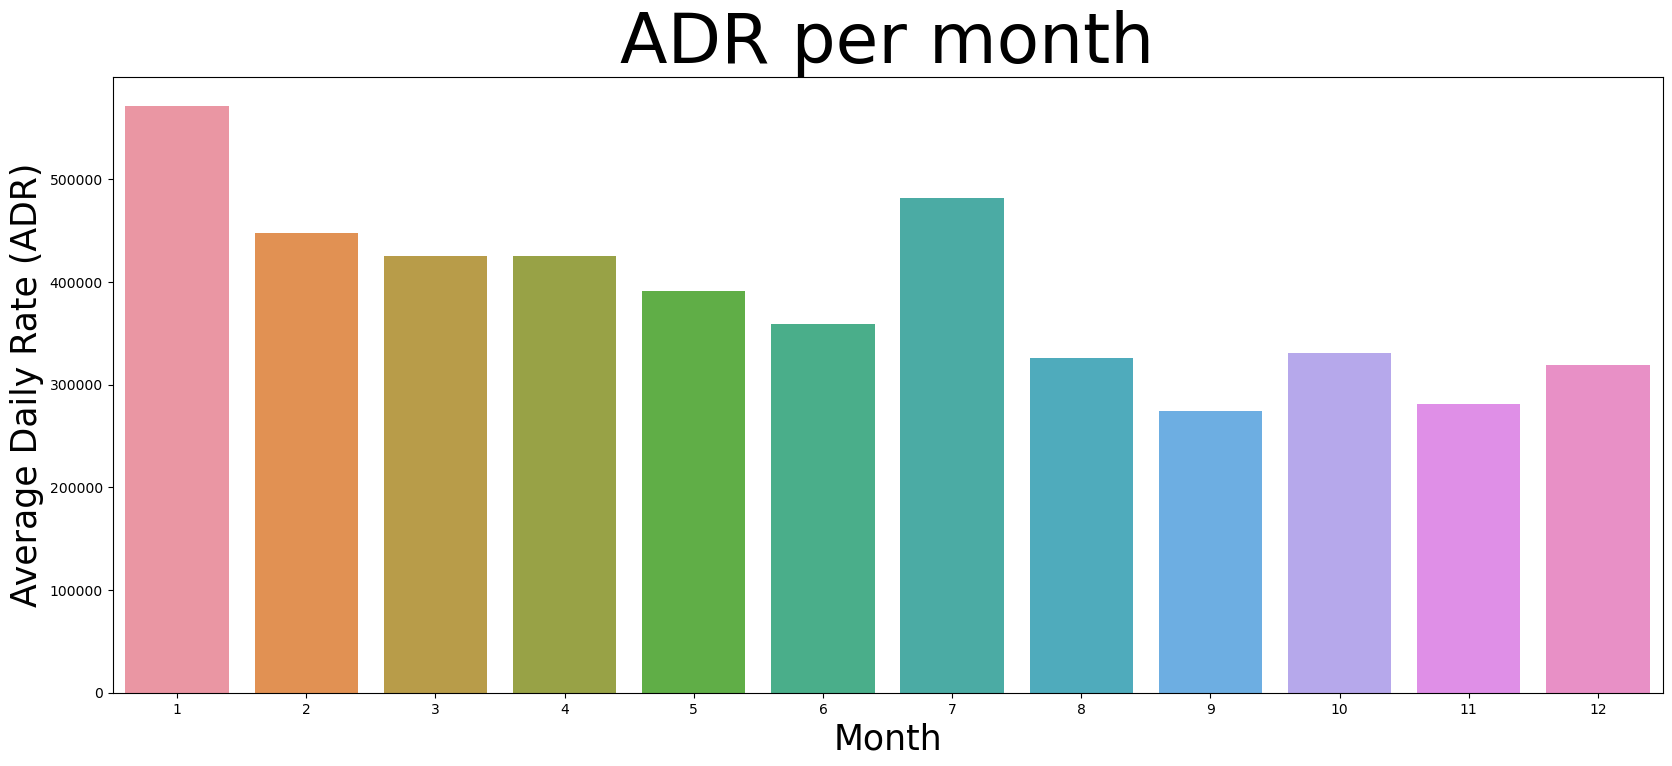 ADR per month
Average Daily Rate (ADR)
500000
400000
300000
200000
100000
0
1 2 3 4 5 6 7 8 9 10 11 12
Month